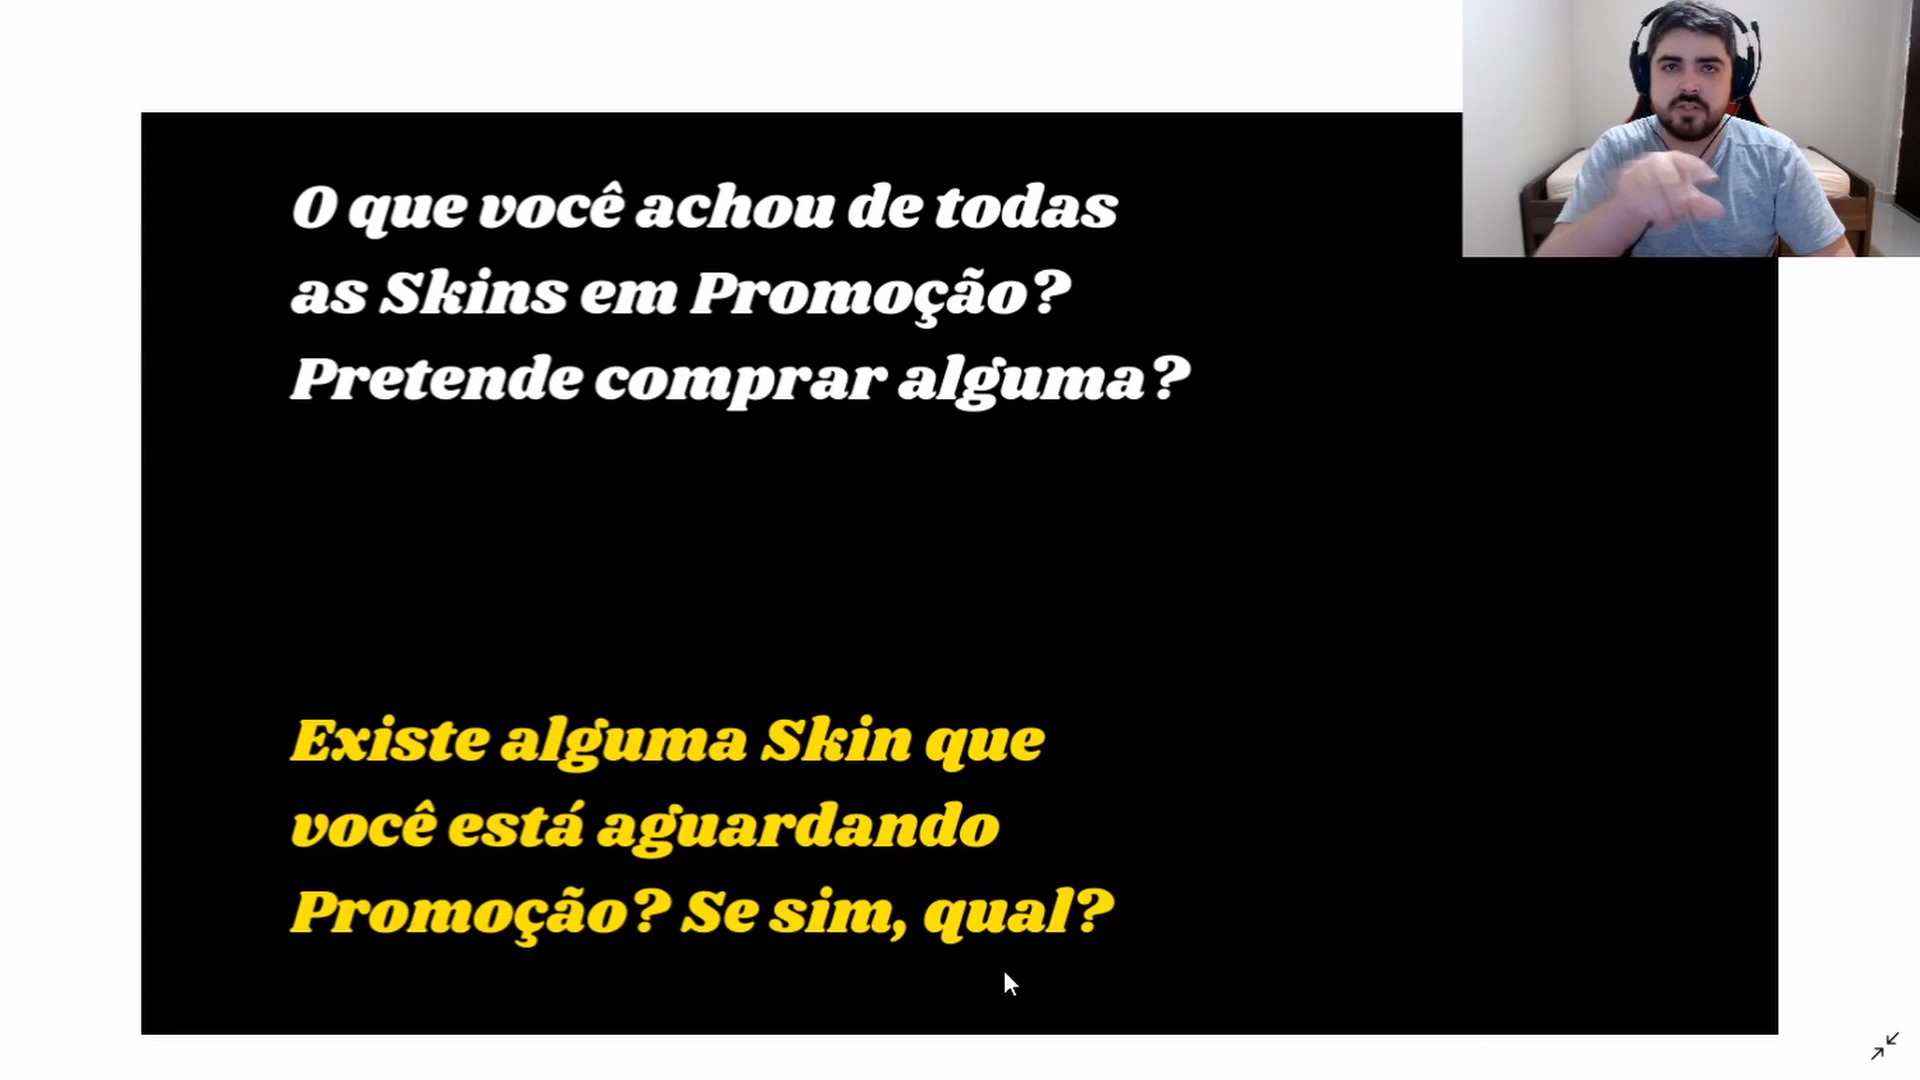 O que você achou de todas
as Skins em Promoção?
Pretende comprar alguma?
Existe alguma Skin que
você está aguardando
Promoção? Se sim, qual?